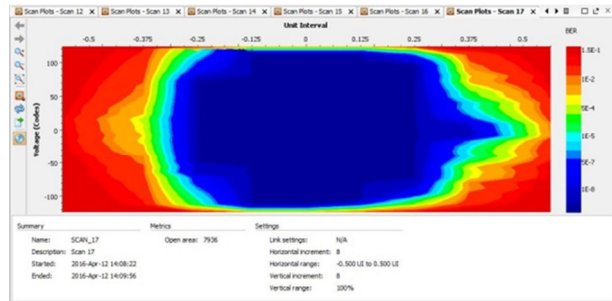 Scan Plots - Scan 12
Scan Plots - Scan 13
Scan Plots - Scan 14
Scan Plots - Scan 15
Scan Plots - Scan 16
Scan Plots - Scan 17
Unit Interval
BER
-0.5 -0.375 -0.25 -0.125 0 0.125 0.25 0.375 0.5
Voltage (Codes)
100
50
0
-50
-100
1.5E-1
1E-2
5E-4
1E-5
5E-7
1E-8
Summary Metrics Settings
Name: SCAN_17 Open area: 7936 Link settings: N/A
Description: Scan 17 Horizontal increment: 8
Started: 2016-Apr-12 14:08:22 Horizontal range: -0.500 UI to 0.500 UI
Ended: 2016-Apr-12 14:09:56 Vertical increment: 8
Vertical range: 100%